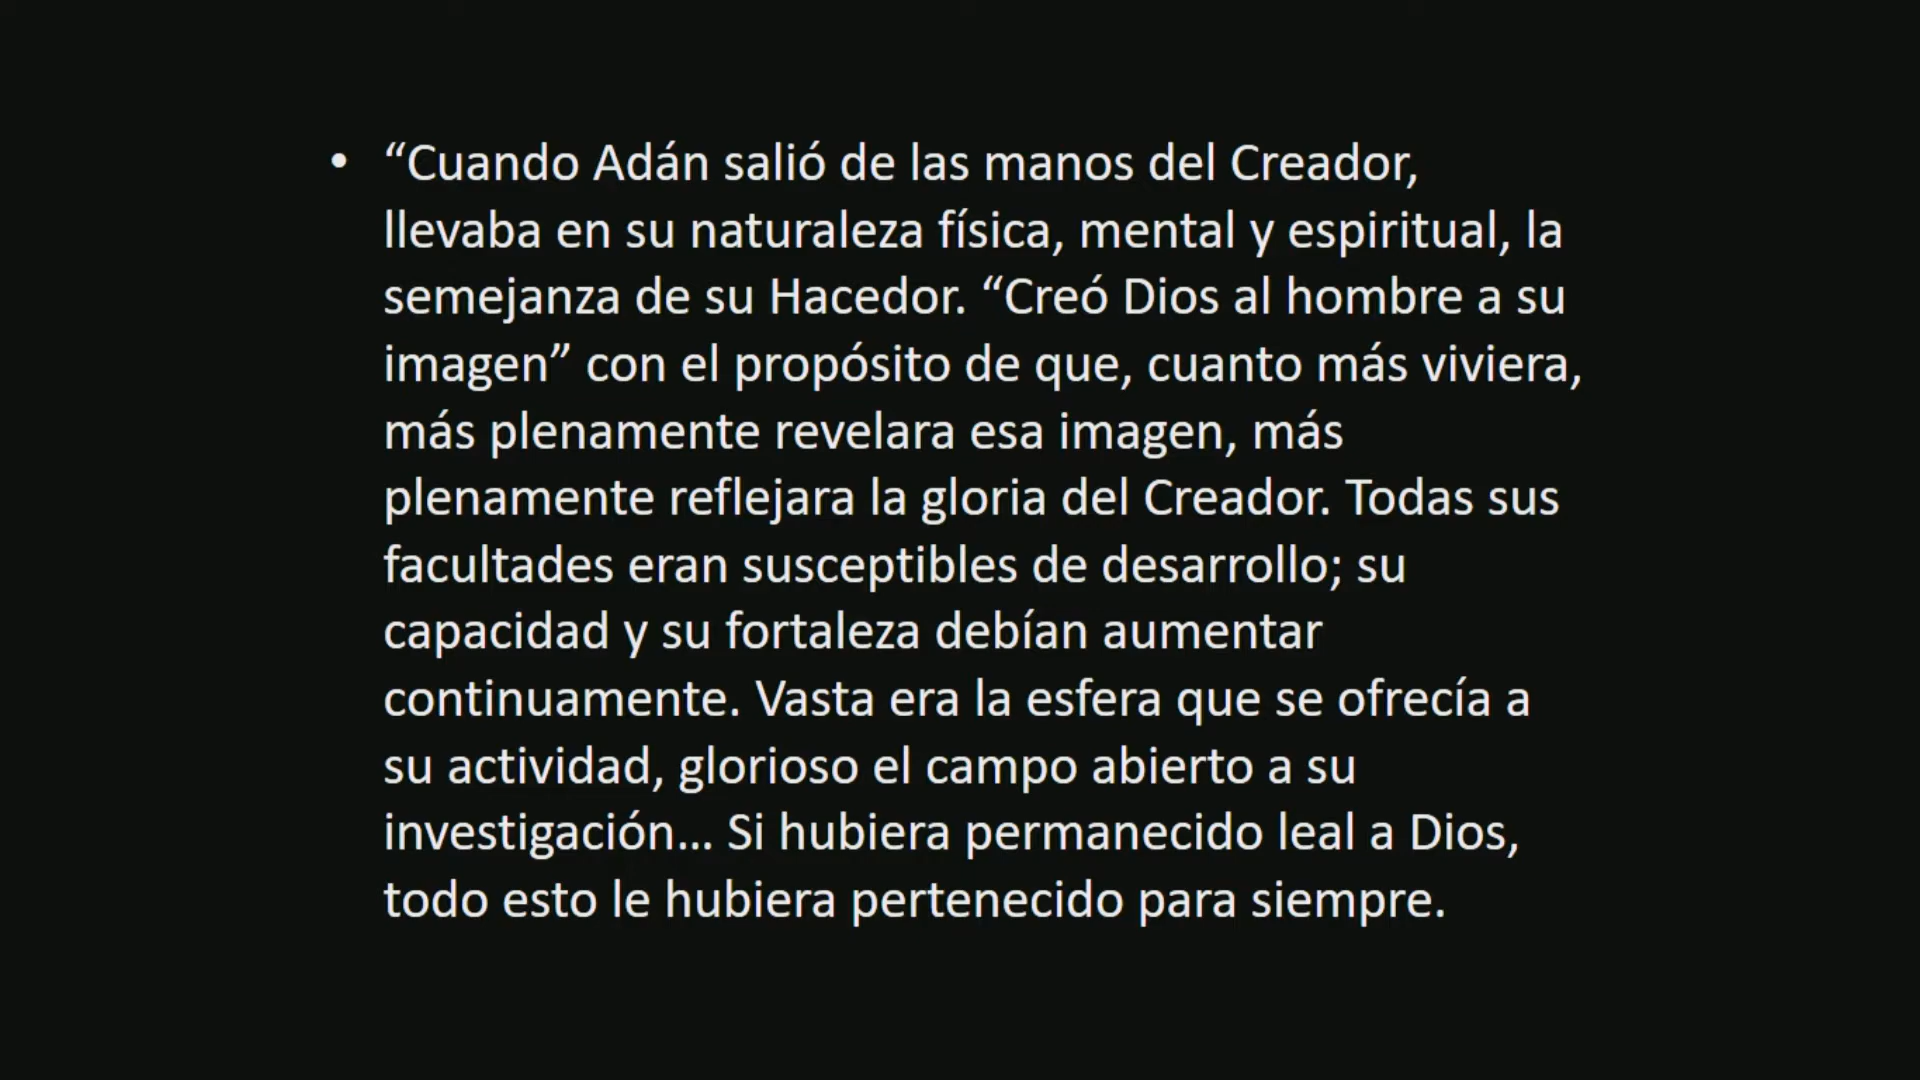 • “Cuando Adán salió de las manos del Creador,
llevaba en su naturaleza física, mental y espiritual, la
semejanza de su Hacedor. “Creó Dios al hombre a su
imagen” con el propósito de que, cuanto más viviera,
más plenamente revelara esa imagen, más
plenamente reflejara la gloria del Creador. Todas sus
facultades eran susceptibles de desarrollo; su
capacidad y su fortaleza debían aumentar
continuamente. Vasta era la esfera que se ofrecía a
su actividad, glorioso el campo abierto a su
investigación... Si hubiera permanecido leal a Dios,
todo esto le hubiera pertenecido para siempre.